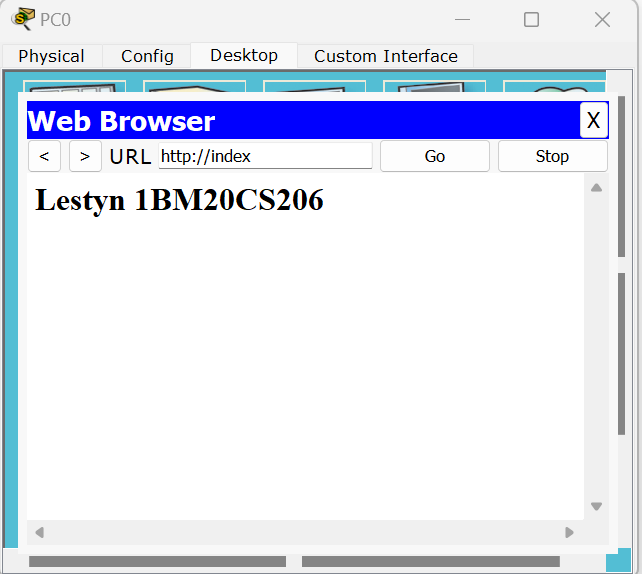 PC0
Physical Config Desktop Custom Interface
Web Browser X
< > URL http://index Go Stop
Lestyn 1BM20CS206